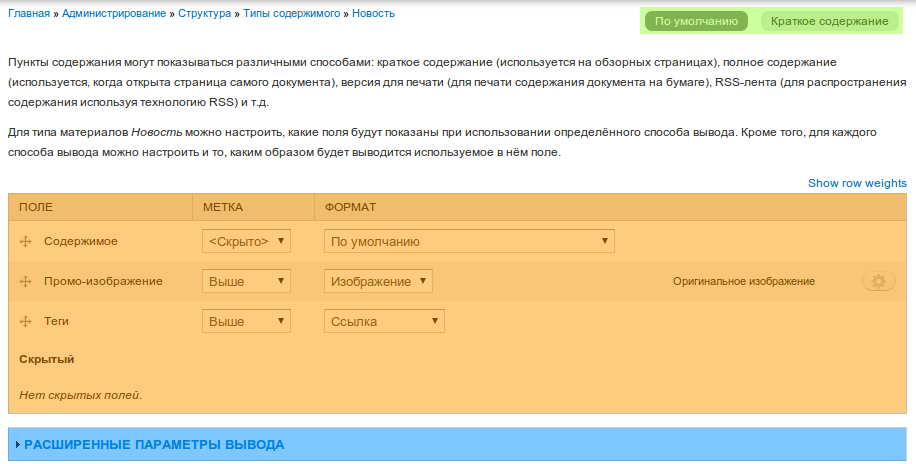 Главная » Администрирование » Структура » Типы содержимого » Новость
По умолчанию Краткое содержание
Пункты содержания могут показываться различными способами: краткое содержание (используется на обзорных страницах), полное содержание
(используется, когда открыта страница самого документа), версия для печати (для печати содержания документа на бумаге), RSS-лента (для распространения
содержания используя технологию RSS) и т.д.
Для типа материалов Новость можно настроить, какие поля будут показаны при использовании определённого способа вывода. Кроме того, для каждого
способа вывода можно настроить и то, каким образом будет выводится используемое в нём поле.
Show row weights
ПОЛЕ МЕТКА ФОРМАТ
Содержимое <Скрыто> По умолчанию
Промо-изображение Выше Изображение Оригинальное изображение
Теги Выше Ссылка
Скрытый
Нет скрытых полей.
РАСШИРЕННЫЕ ПАРАМЕТРЫ ВЫВОДА